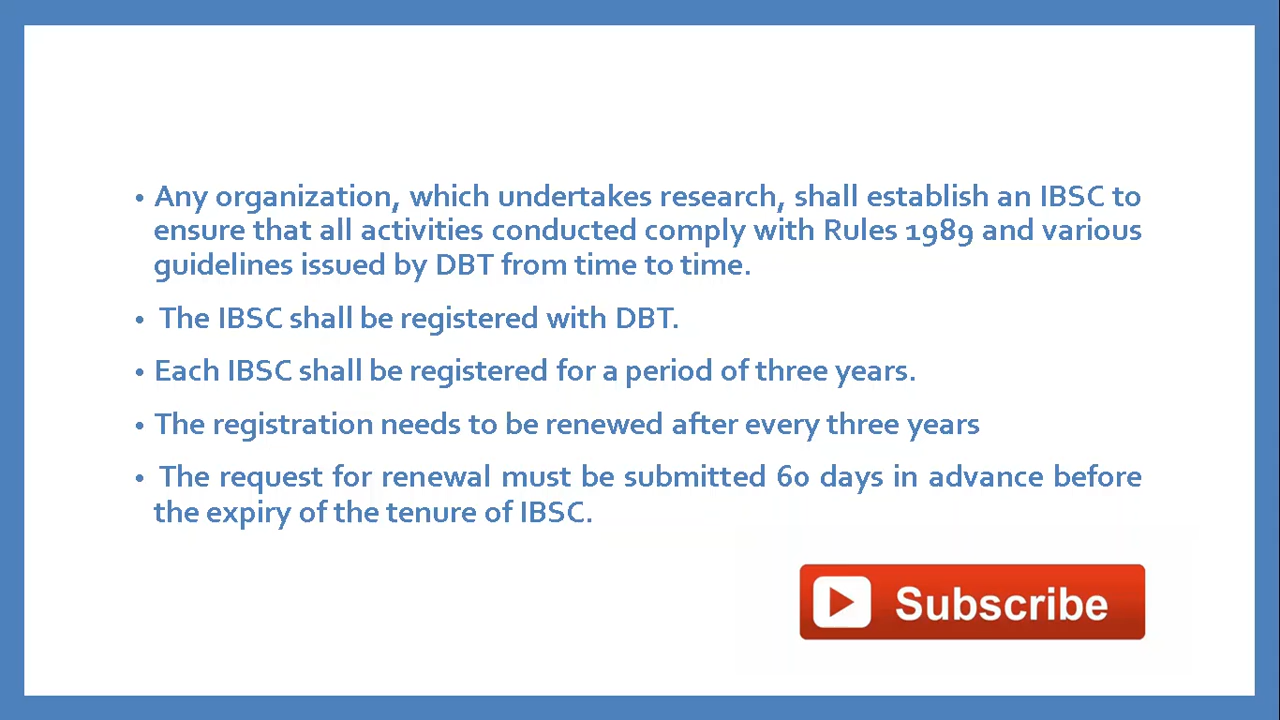 • Any organization, which undertakes research, shall establish an IBSC to
ensure that all activities conducted comply with Rules 1989 and various
guidelines issued by DBT from time to time.
• The IBSC shall be registered with DBT.
• Each IBSC shall be registered for a period of three years.
• The registration needs to be renewed after every three years
• The request for renewal must be submitted 60 days in advance before
the expiry of the tenure of IBSC.
Subscribe